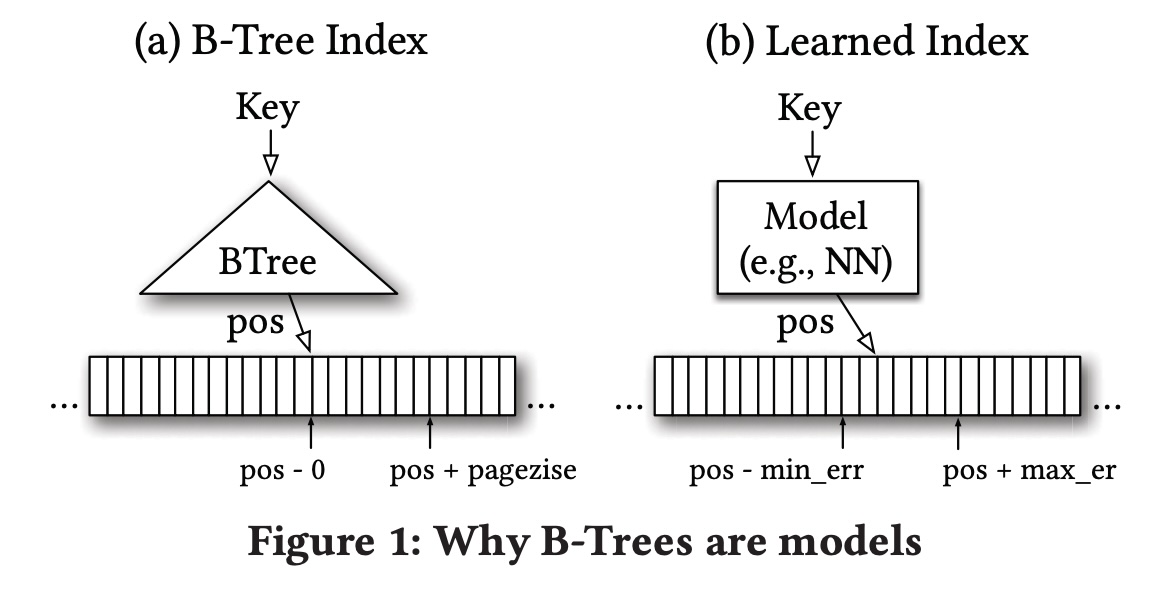 (a) B-Tree Index
Key
BTree
pos
...
...
pos - 0
pos + pagezise
(b) Learned Index
Key
Model
(e.g., NN)
pos
...
...
pos - min_err
pos + max_er
Figure 1: Why B-Trees are models